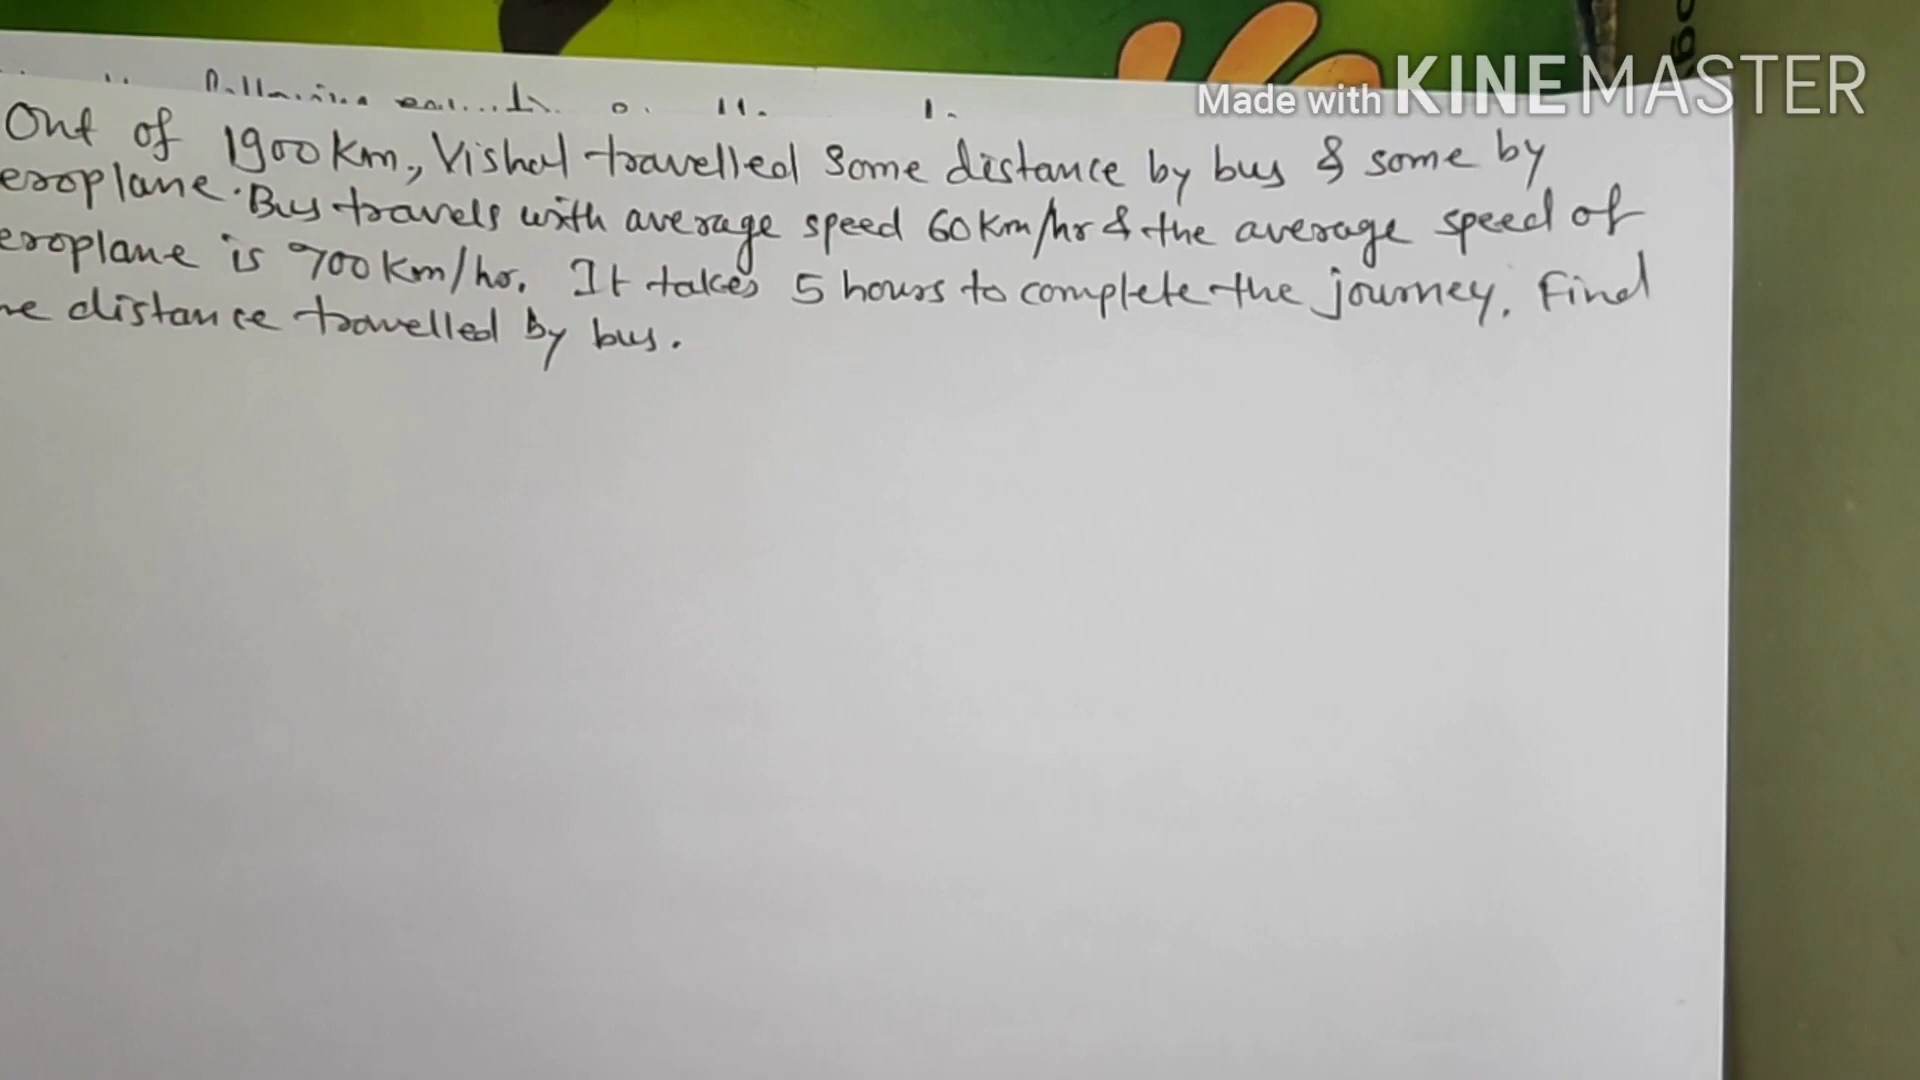 Made with KINEMASTER
Out of 1900 km, Vishal travelled some distance by bus & some by
eroplane. Bus travels with average speed 60 km/hr & the average speed of
eroplane is 700 km/hr. It takes 5 hours to complete the journey. Find
he distance travelled by bus.